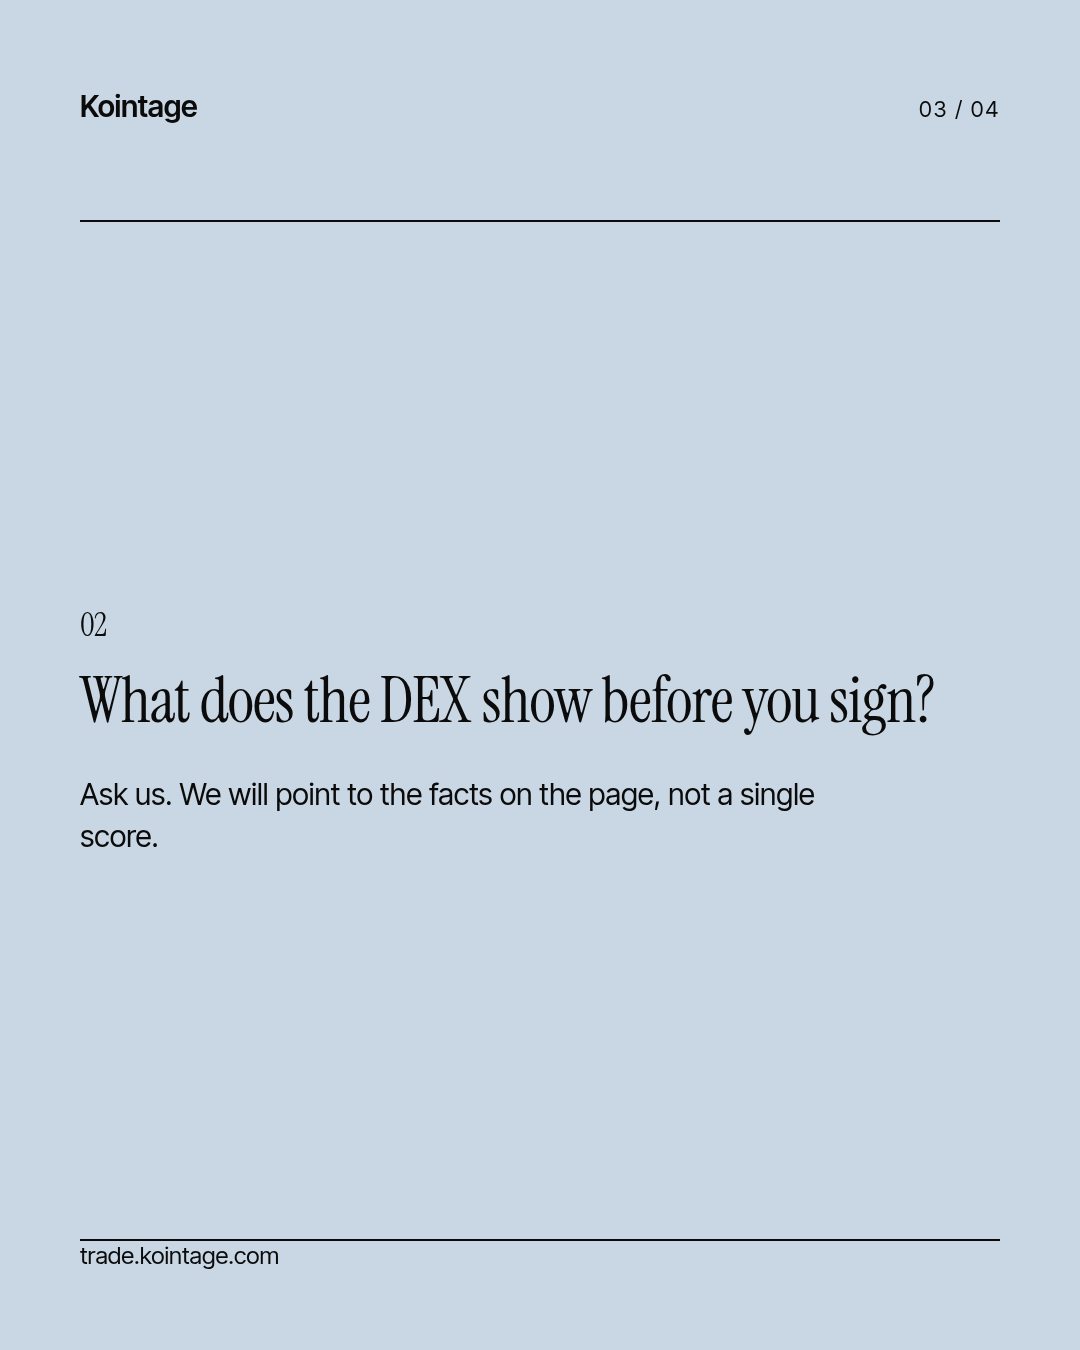 Kointage
03 / 04
02
What does the DEX show before you sign?
Ask us. We will point to the facts on the page, not a single
score.
trade.kointage.com